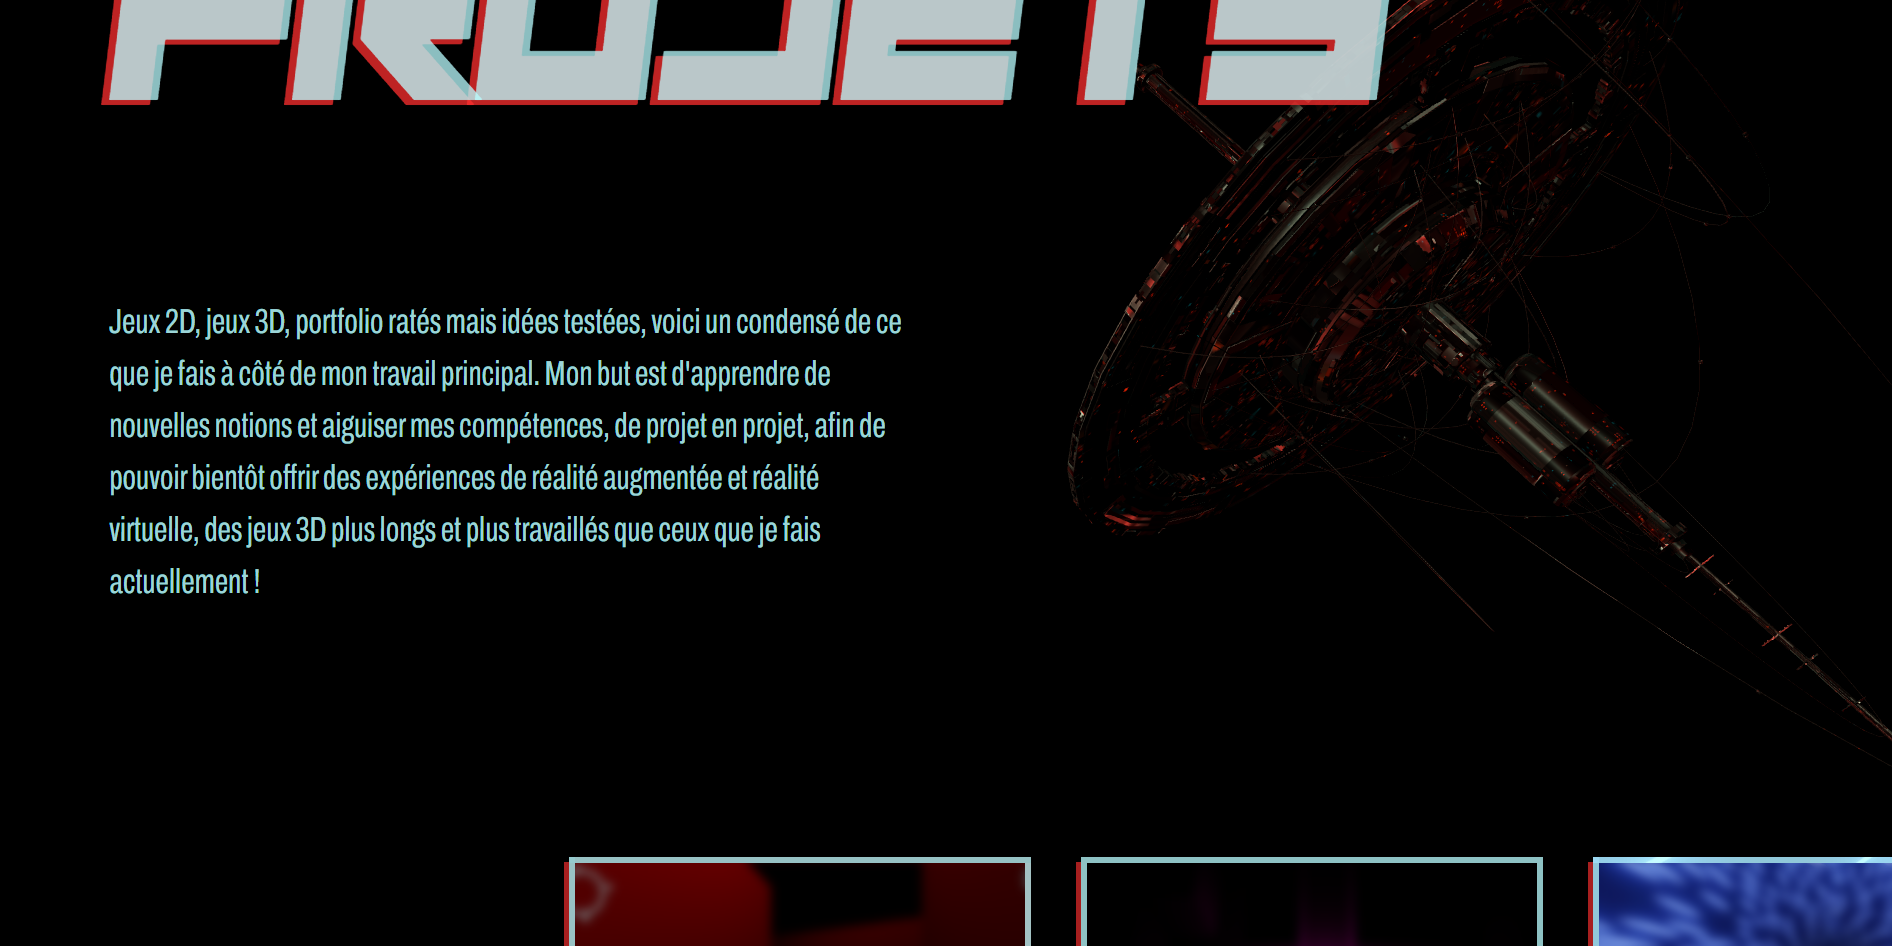 PROJETS
Jeux 2D, jeux 3D, portfolio ratés mais idées testées, voici un condensé de ce
que je fais à côté de mon travail principal. Mon but est d'apprendre de
nouvelles notions et aiguiser mes compétences, de projet en projet, afin de
pouvoir bientôt offrir des expériences de réalité augmentée et réalité
virtuelle, des jeux 3D plus longs et plus travaillés que ceux que je fais
actuellement !